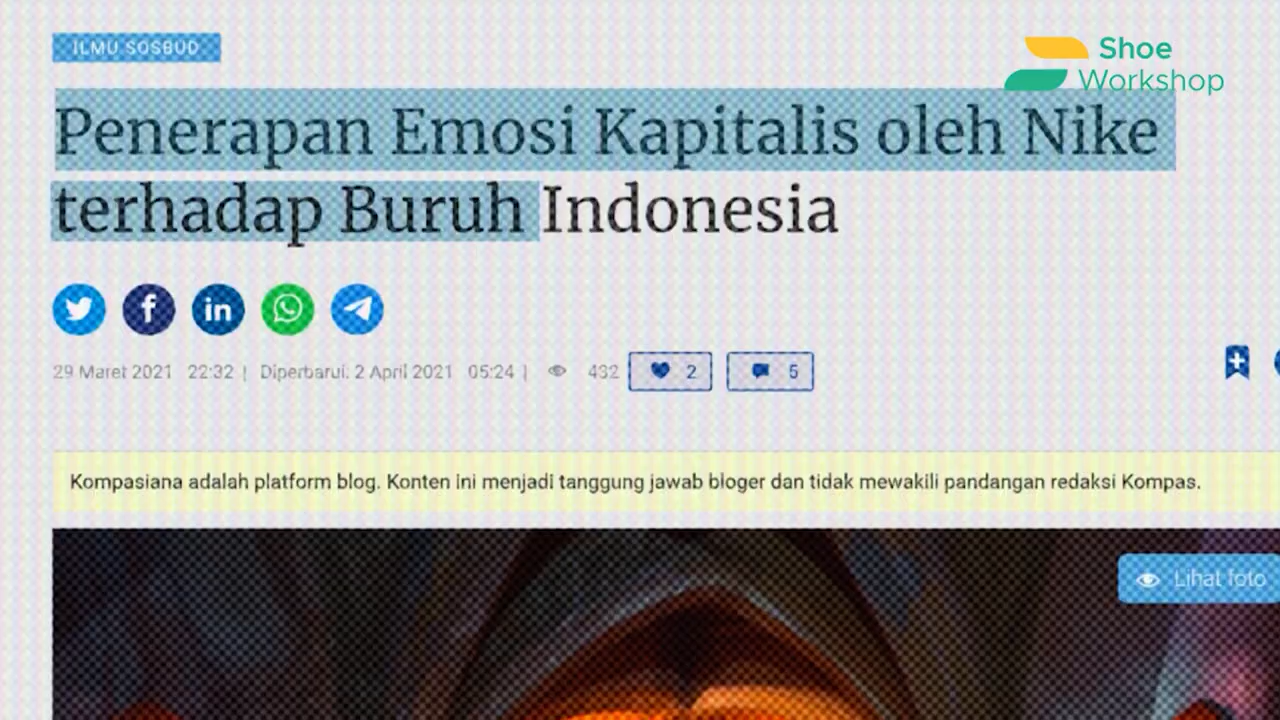 ILMU SOSBUD
Shoe
Workshop
Penerapan Emosi Kapitalis oleh Nike
terhadap Buruh Indonesia
29 Maret 2021 22:32 | Diperbarui: 2 April 2021 05:24 | 432 2 5
Kompasiana adalah platform blog. Konten ini menjadi tanggung jawab bloger dan tidak mewakili pandangan redaksi Kompas.
Lihat foto